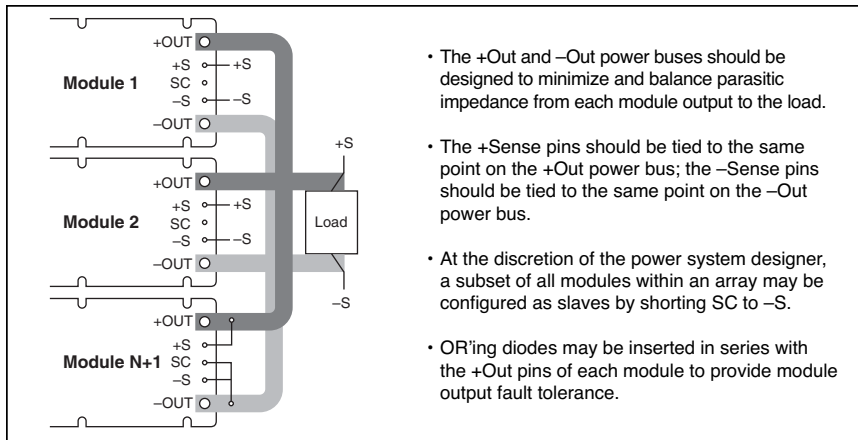 +OUT
+S
+S
SC
–S
–S
–OUT
Module 1
+OUT
+S
+S
SC
–S
–S
–OUT
Module 2
+S
Load
–S
+OUT
+S
SC
–S
–OUT
Module N+1
• The +Out and –Out power buses should be
designed to minimize and balance parasitic
impedance from each module output to the load.
• The +Sense pins should be tied to the same
point on the +Out power bus; the –Sense pins
should be tied to the same point on the –Out
power bus.
• At the discretion of the power system designer,
a subset of all modules within an array may be
configured as slaves by shorting SC to –S.
• OR'ing diodes may be inserted in series with
the +Out pins of each module to provide module
output fault tolerance.